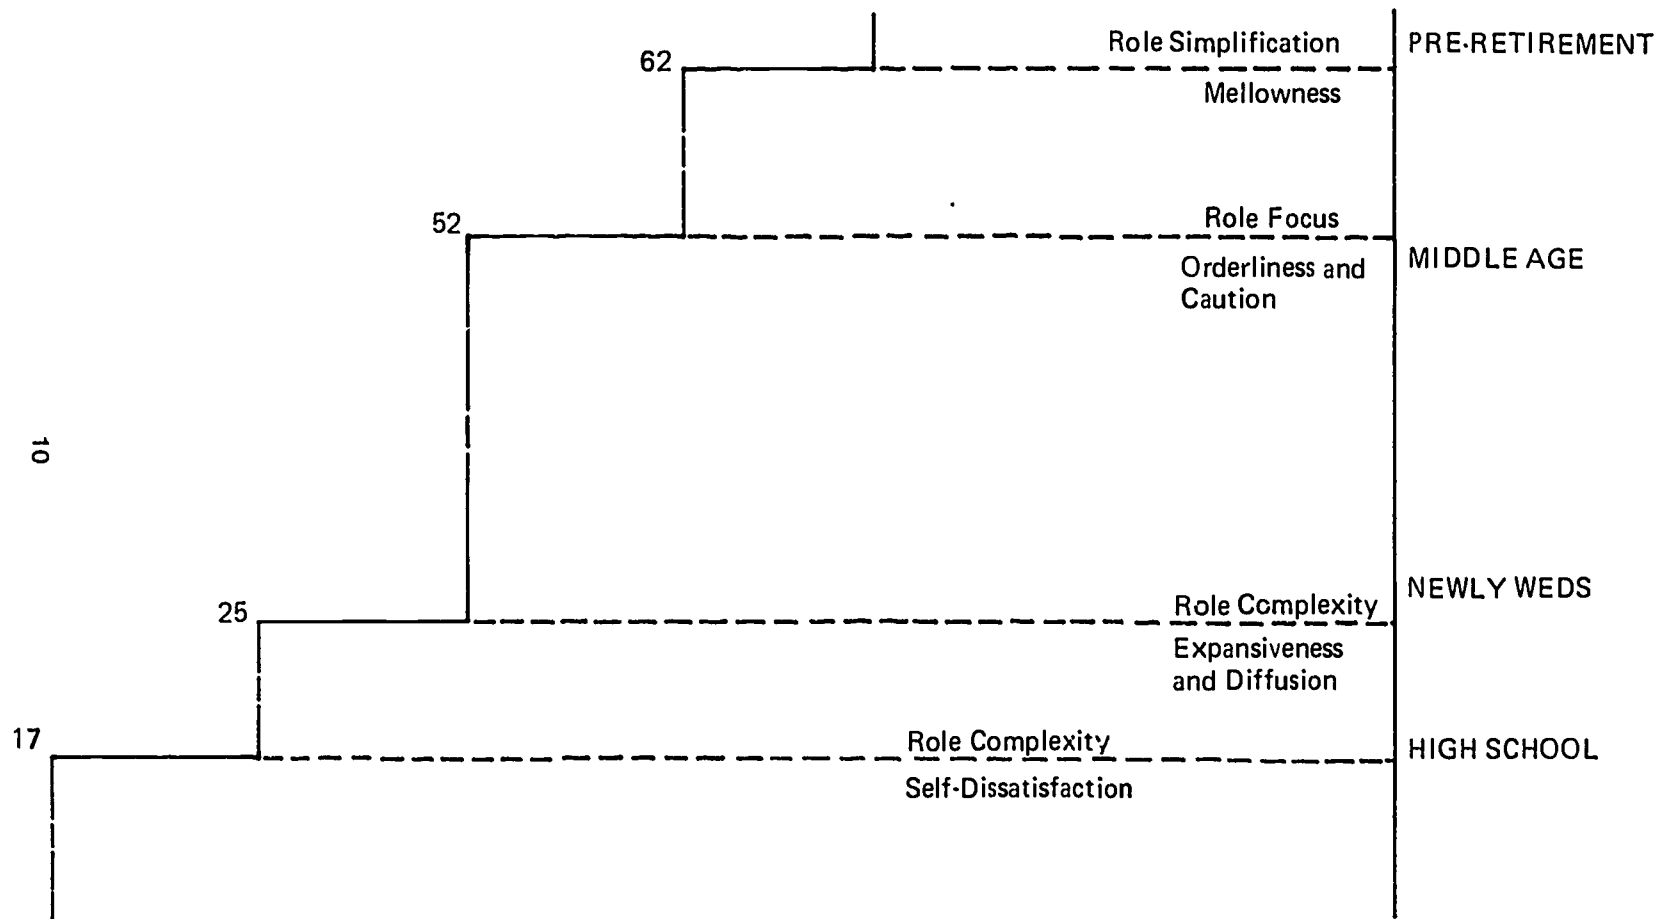 Role Simplification
PRE-RETIREMENT
62
Mellowness
52
Role Focus
MIDDLE AGE
Orderliness and
Caution
10
NEWLY WEDS
25
Role Complexity
Expansiveness
and Diffusion
17
Role Complexity
HIGH SCHOOL
Self-Dissatisfaction